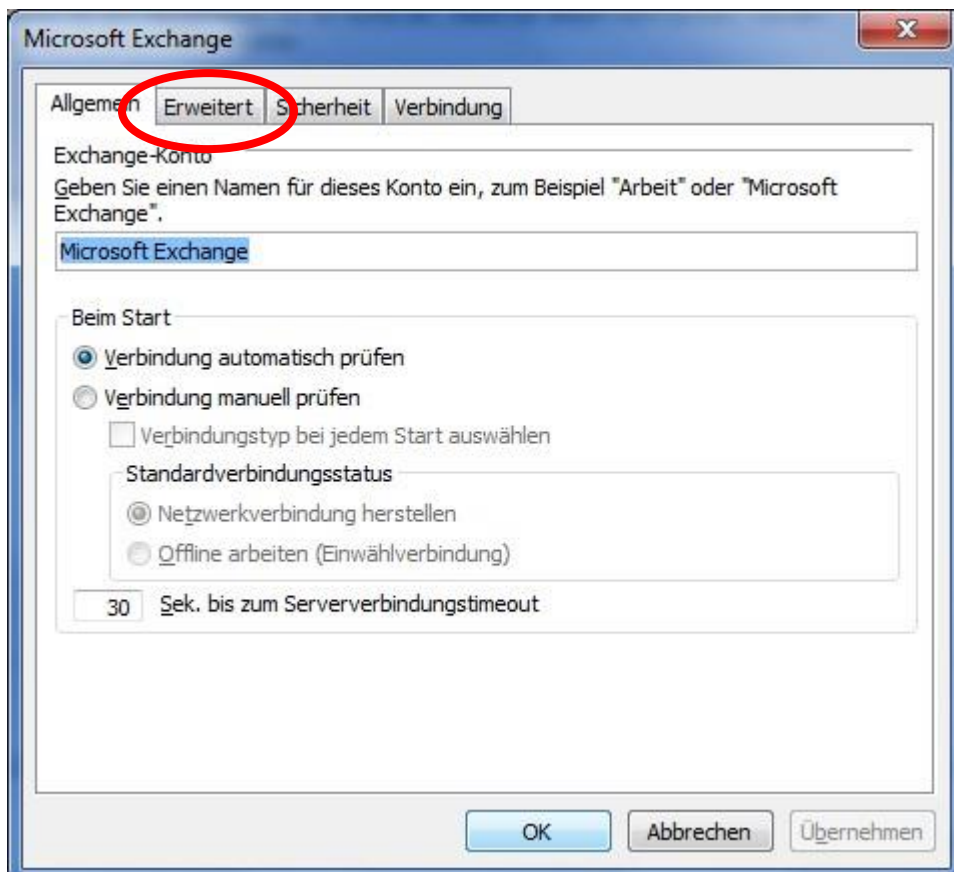 Microsoft Exchange
Allgemein Erweitert Sicherheit Verbindung
Exchange-Konto
Geben Sie einen Namen für dieses Konto ein, zum Beispiel "Arbeit" oder "Microsoft
Exchange".
Microsoft Exchange
Beim Start
Verbindung automatisch prüfen
Verbindung manuell prüfen
Verbindungstyp bei jedem Start auswählen
Standardverbindungsstatus
Netzwerkverbindung herstellen
Offline arbeiten (Einwählverbindung)
30 Sek. bis zum Serververbindungstimeout
OK Abbrechen Übernehmen